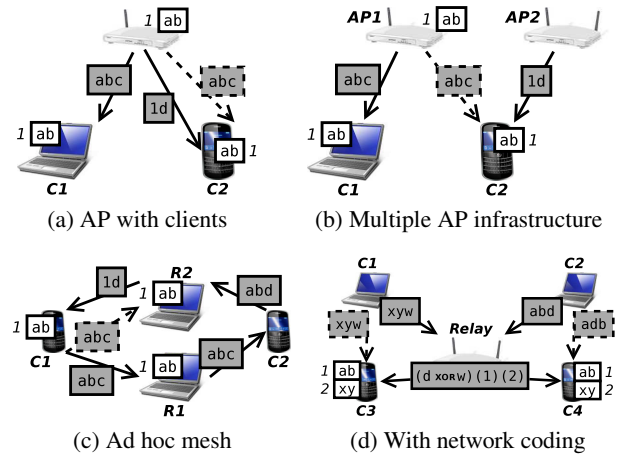 1 ab
abc
1d
abc
1 ab
ab 1
C1
C2
(a) AP with clients
AP1
1 ab
AP2
abc
abc
1d
1 ab
ab 1
C1
C2
(b) Multiple AP infrastructure
R2
1d
1 ab
abd
1 ab
abc
C1
1 ab
abc
C2
abc
R1
(c) Ad hoc mesh
C1
C2
xyw
xyw
Relay
abd
adb
1 ab
2 xy
(d XOR w)(1)(2)
ab 1
xy 2
C3
C4
(d) With network coding